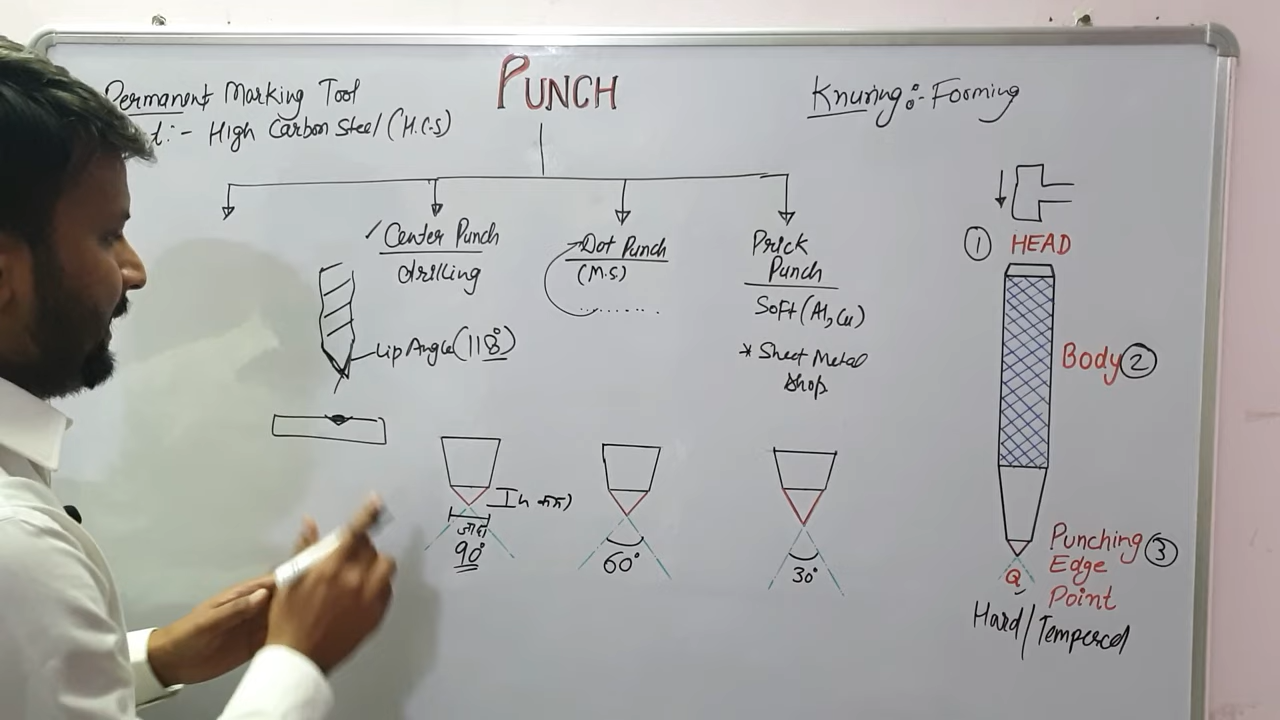 PUNCH
Permanent Marking Tool
t:- High Carbon Steel (H.C.S)
Knuring :- Forming
✓ Center Punch
drilling
Lip Angle (118°)
Dot Punch
(M.S)
Prick
Punch
Soft (Al, Cu)
* Sheet Metal
Shop
90°
60°
30°
① HEAD
Body ②
Punching ③
Edge
Point
Q
Hard/Tempered